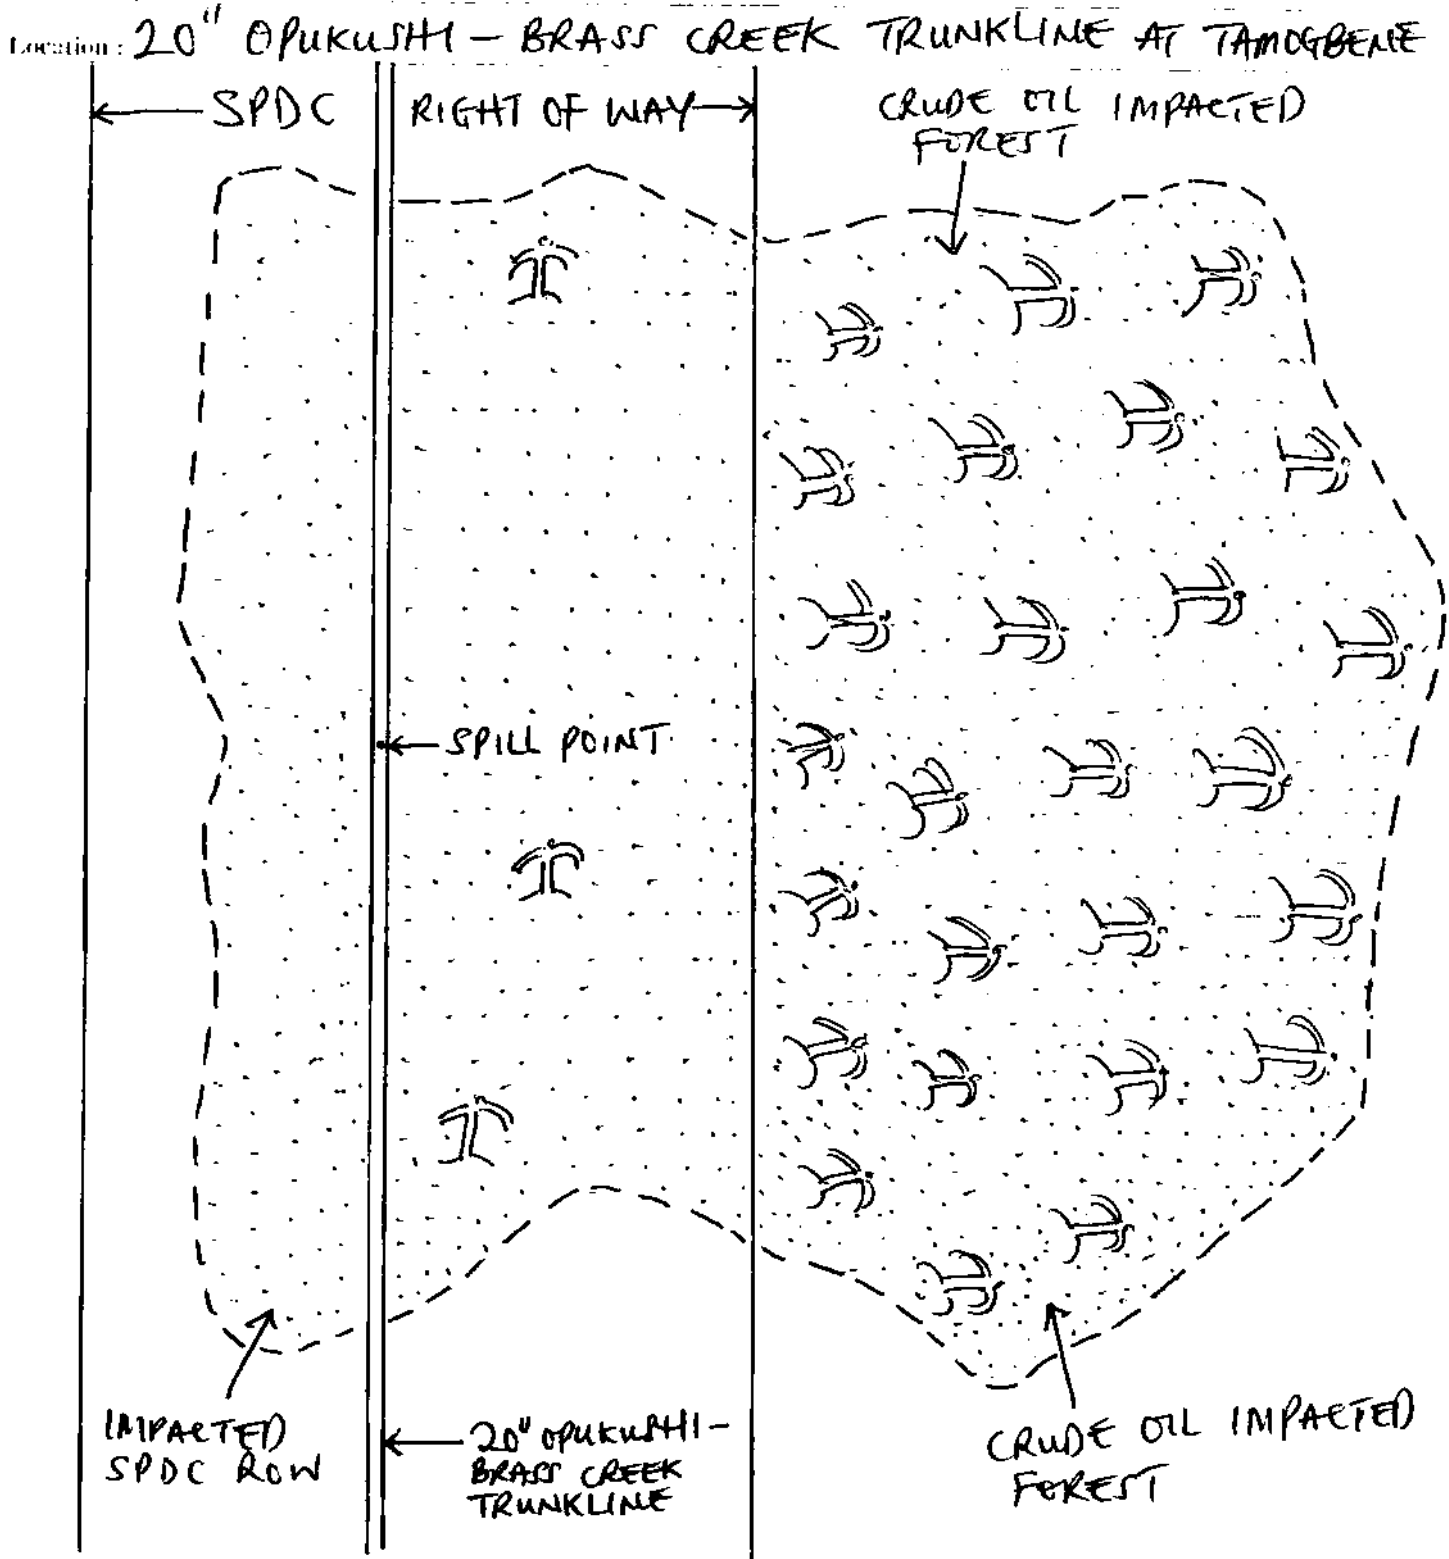 Location : 20" OPUKUSHI - BRASS CREEK TRUNKLINE AT TAMOGBENE
SPDC RIGHT OF WAY
CRUDE OIL IMPACTED
FOREST
SPILL POINT
IMPACTED
SPDC ROW
20" OPUKUSHI -
BRASS CREEK
TRUNKLINE
CRUDE OIL IMPACTED
FOREST